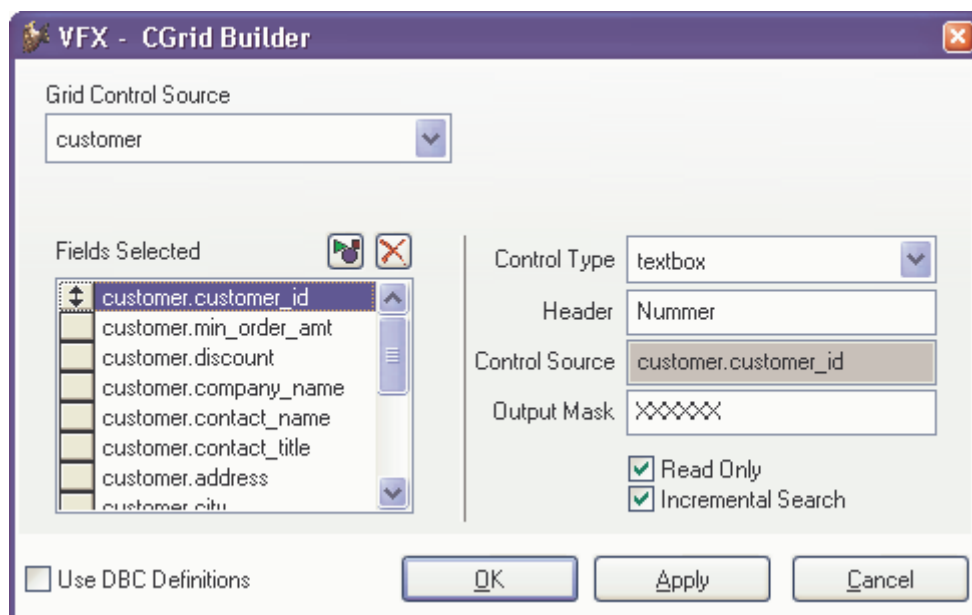 VFX - CGrid Builder
Grid Control Source
customer
Fields Selected
customer.customer_id
customer.min_order_amt
customer.discount
customer.company_name
customer.contact_name
customer.contact_title
customer.address
customer.city
Control Type
textbox
Header
Nummer
Control Source
customer.customer_id
Output Mask
XXXXXX
Read Only
Incremental Search
Use DBC Definitions
OK
Apply
Cancel